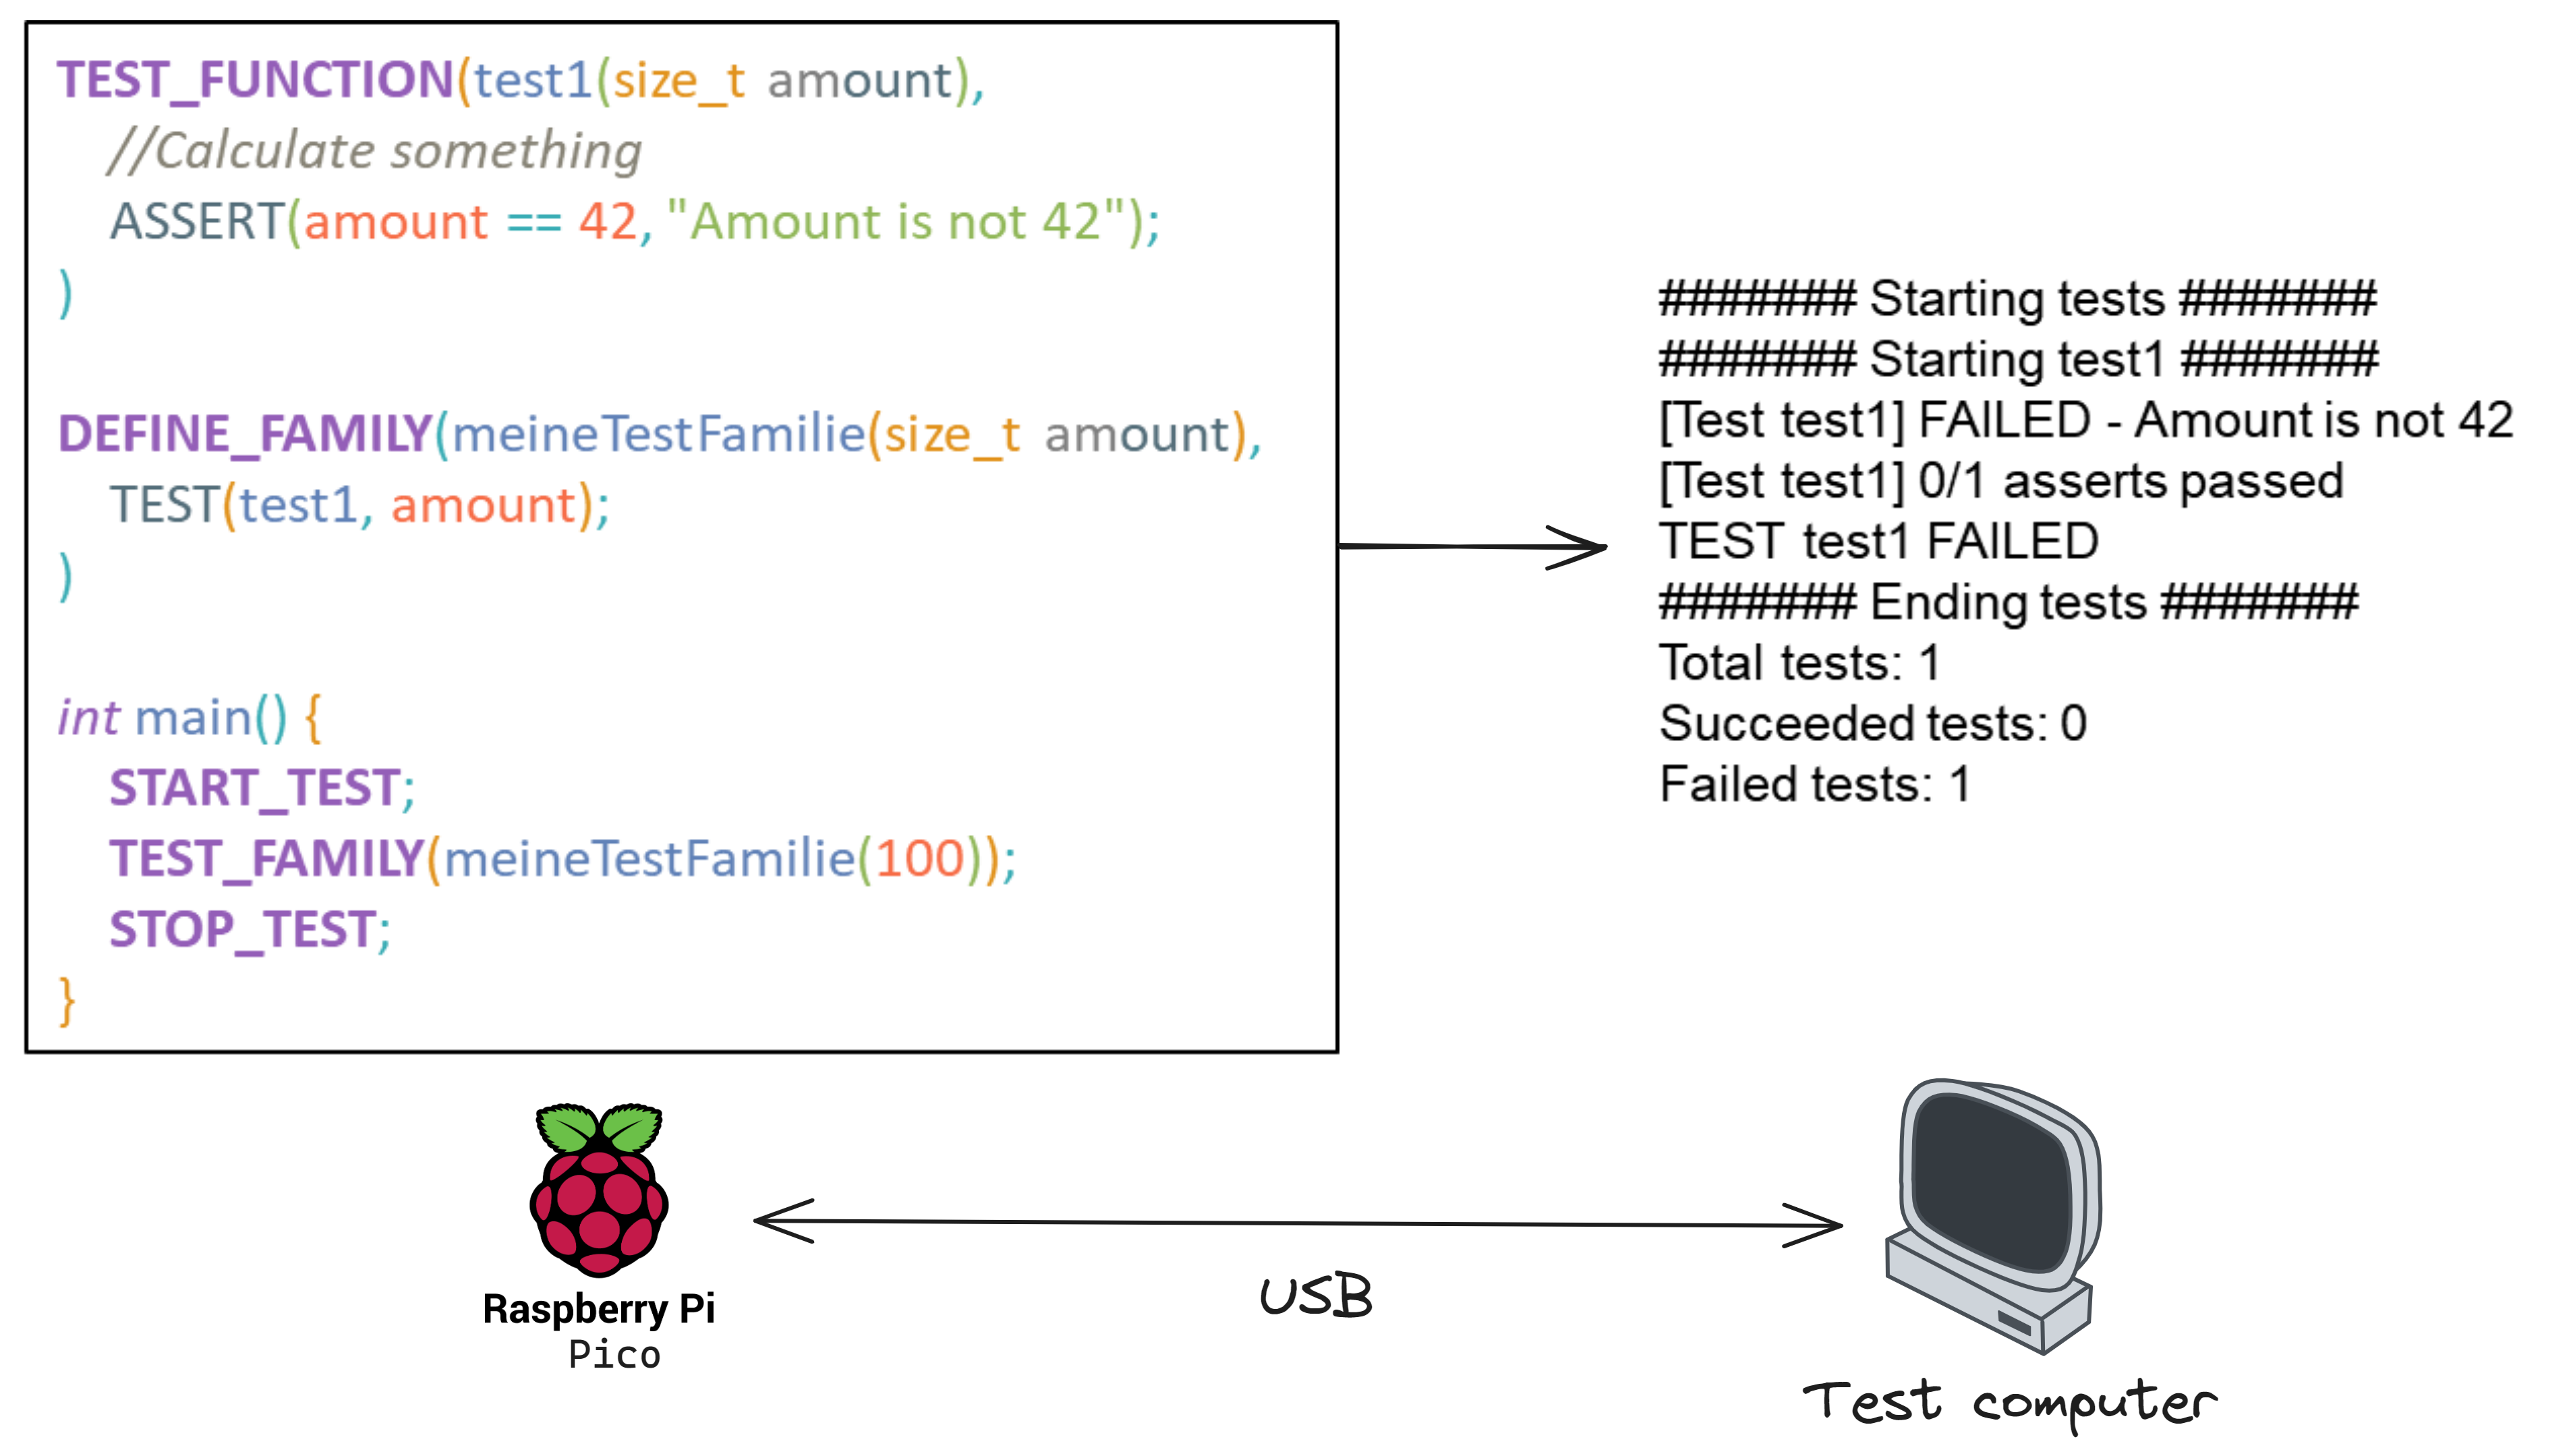 TEST_FUNCTION(test1(size_t amount),
//Calculate something
ASSERT(amount == 42, "Amount is not 42");
)
DEFINE_FAMILY(meineTestFamilie(size_t amount),
TEST(test1, amount);
)
int main() {
START_TEST;
TEST_FAMILY(meineTestFamilie(100));
STOP_TEST;
}
####### Starting tests #######
####### Starting test1 #######
[Test test1] FAILED - Amount is not 42
[Test test1] 0/1 asserts passed
TEST test1 FAILED
####### Ending tests #######
Total tests: 1
Succeeded tests: 0
Failed tests: 1
Raspberry Pi
Pico
USB
Test computer